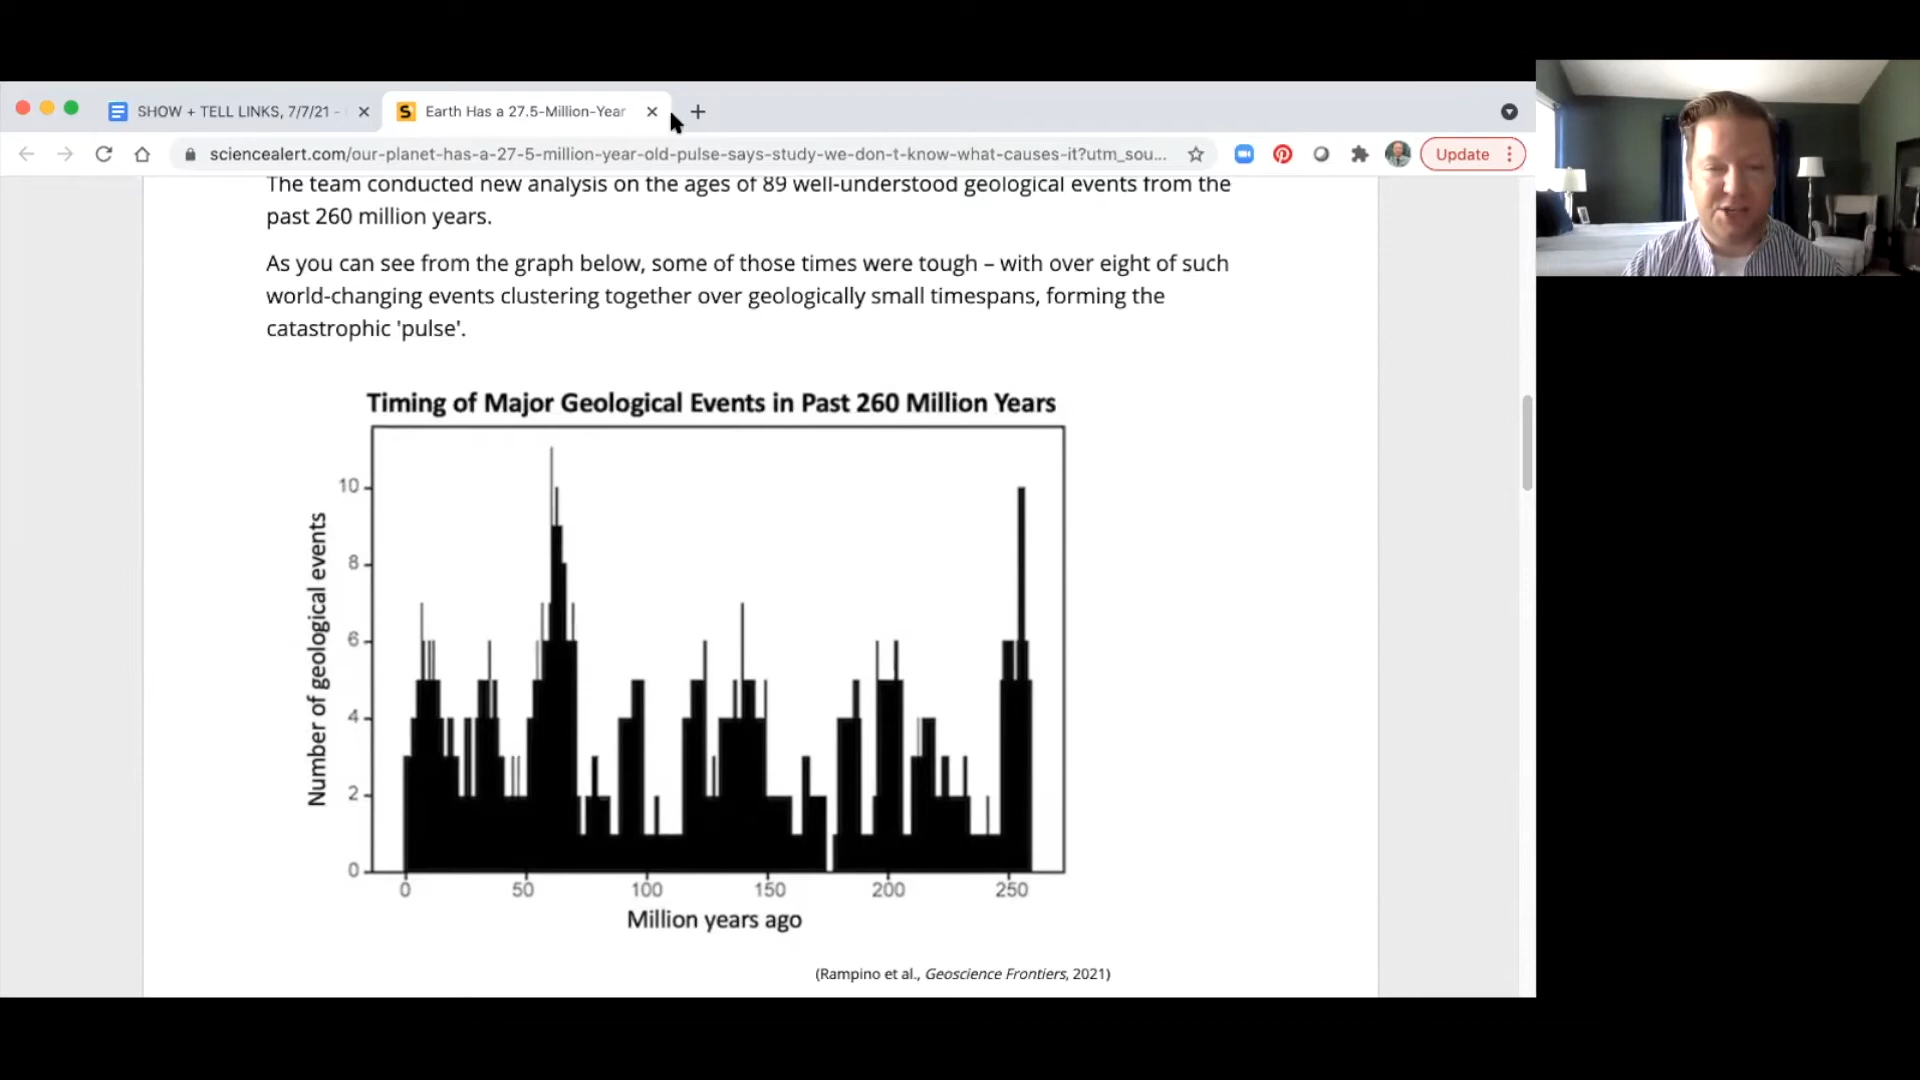 SHOW + TELL LINKS, 7/7/21 -
Earth Has a 27.5-Million-Year
sciencealert.com/our-planet-has-a-27-5-million-year-old-pulse-says-study-we-don-t-know-what-causes-it?utm_sou...
Update
The team conducted new analysis on the ages of 89 well-understood geological events from the
past 260 million years.
As you can see from the graph below, some of those times were tough – with over eight of such
world-changing events clustering together over geologically small timespans, forming the
catastrophic 'pulse'.
Timing of Major Geological Events in Past 260 Million Years
Number of geological events
10
8
6
4
2
0
0 50 100 150 200 250
Million years ago
(Rampino et al., Geoscience Frontiers, 2021)